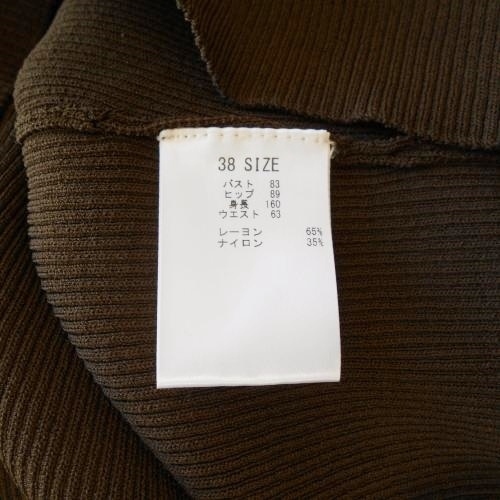 38 SIZE
バスト 83
ヒップ 89
身長 160
ウエスト 63
レーヨン 65%
ナイロン 35%